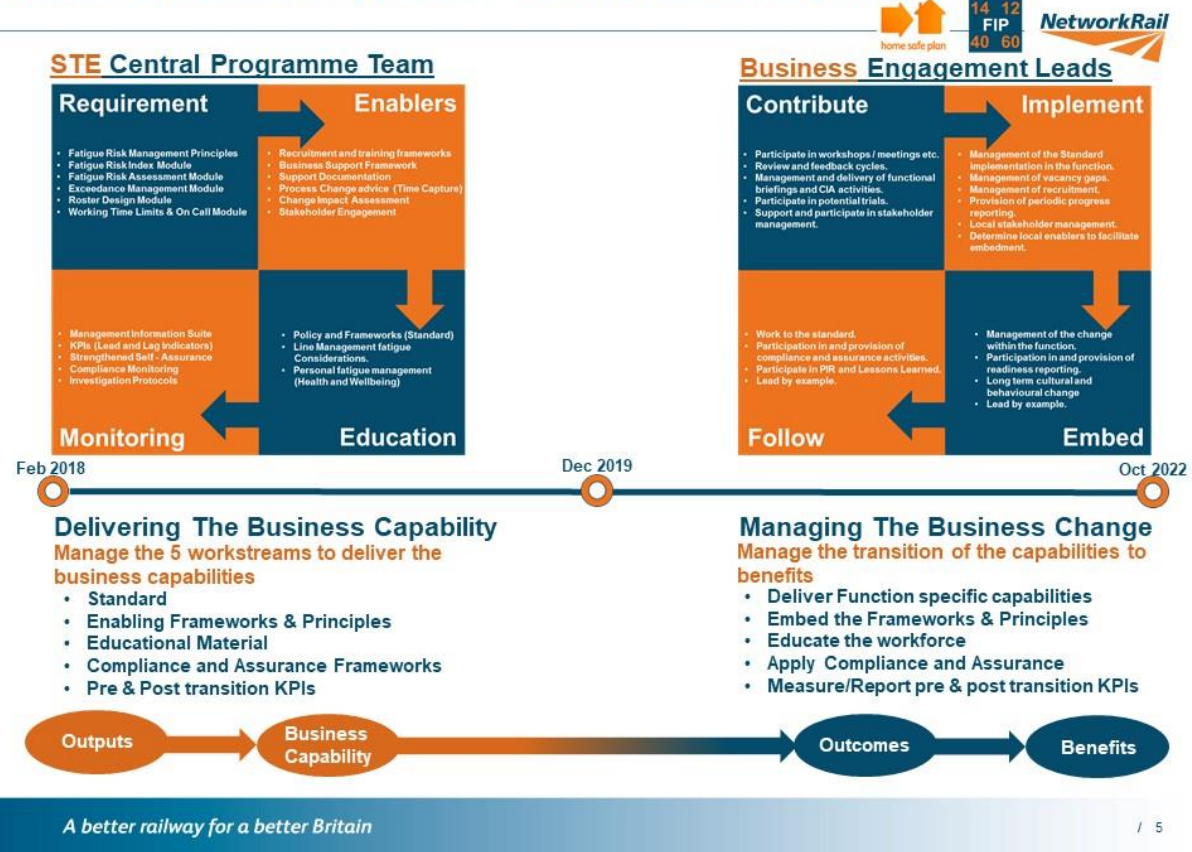 home safe plan
14 12
FIP
40 60
NetworkRail
STE Central Programme Team
Requirement
• Fatigue Risk Management Principles
• Fatigue Risk Index Module
• Fatigue Risk Assessment Module
• Exceedance Management Module
• Roster Design Module
• Working Time Limits & On Call Module
Enablers
• Recruitment and training frameworks
• Business Support Framework
• Support Documentation
• Process Change advice (Time Capture)
• Change Impact Assessment
• Stakeholder Engagement
• Management Information Suite
• KPIs (Lead and Lag Indicators)
• Strengthened Self - Assurance
• Compliance Monitoring
• Investigation Protocols
Monitoring
• Policy and Frameworks (Standard)
• Line Management fatigue
Considerations.
• Personal fatigue management
(Health and Wellbeing)
Education
Business Engagement Leads
Contribute
• Participate in workshops / meetings etc.
• Review and feedback cycles.
• Management and delivery of functional
briefings and CIA activities.
• Participate in potential trials.
• Support and participate in stakeholder
management.
Implement
• Management of the Standard
implementation in the function.
• Management of vacancy gaps.
• Management of recruitment.
• Provision of periodic progress
reporting.
• Local stakeholder management.
• Determine local enablers to facilitate
embedment.
• Work to the standard.
• Participation in and provision of
compliance and assurance activities.
• Participate in PIR and Lessons Learned.
• Lead by example.
Follow
• Management of the change
within the function.
• Participation in and provision of
readiness reporting.
• Long term cultural and
behavioural change
• Lead by example.
Embed
Feb 2018
Dec 2019
Oct 2022
Delivering The Business Capability
Manage the 5 workstreams to deliver the
business capabilities
• Standard
• Enabling Frameworks & Principles
• Educational Material
• Compliance and Assurance Frameworks
• Pre & Post transition KPIs
Managing The Business Change
Manage the transition of the capabilities to
benefits
• Deliver Function specific capabilities
• Embed the Frameworks & Principles
• Educate the workforce
• Apply Compliance and Assurance
• Measure/Report pre & post transition KPIs
Outputs
Business
Capability
Outcomes
Benefits
A better railway for a better Britain
/ 5